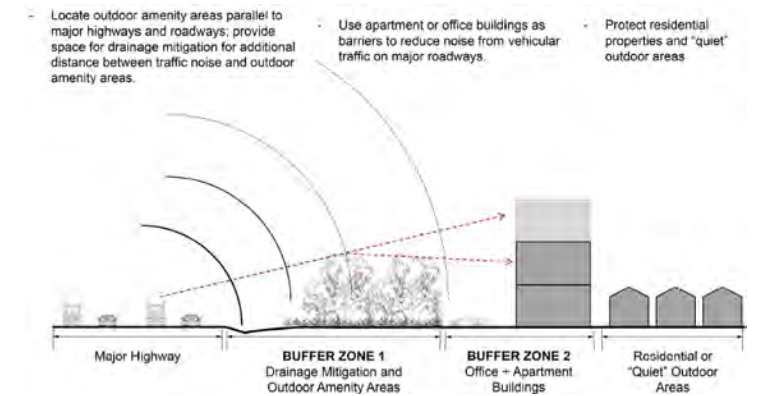 - Locate outdoor amenity areas parallel to
major highways and roadways; provide
space for drainage mitigation for additional
distance between traffic noise and outdoor
amenity areas.
- Use apartment or office buildings as
barriers to reduce noise from vehicular
traffic on major roadways.
- Protect residential
properties and "quiet"
outdoor areas
Major Highway
BUFFER ZONE 1
Drainage Mitigation and
Outdoor Amenity Areas
BUFFER ZONE 2
Office + Apartment
Buildings
Residential or
"Quiet" Outdoor
Areas